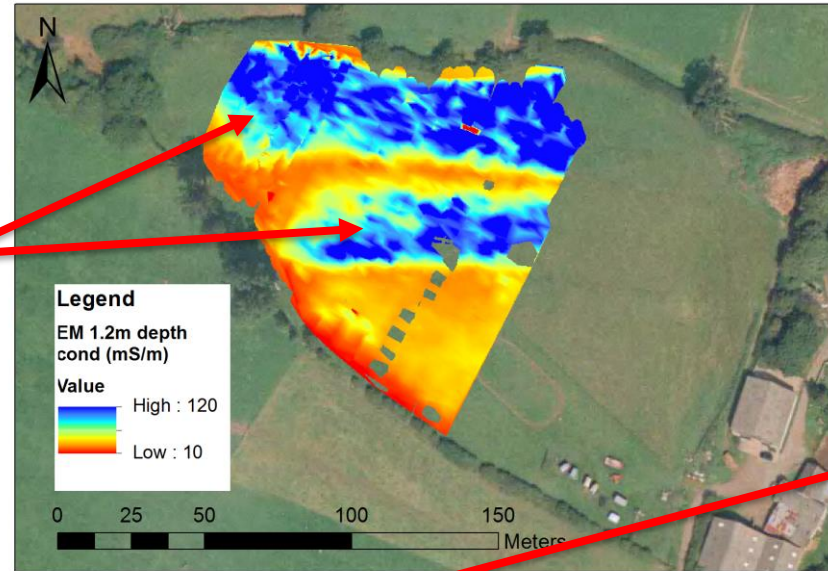 N
Legend
EM 1.2m depth
cond (mS/m)
Value
High : 120
Low : 10
0 25 50 100 150
Meters